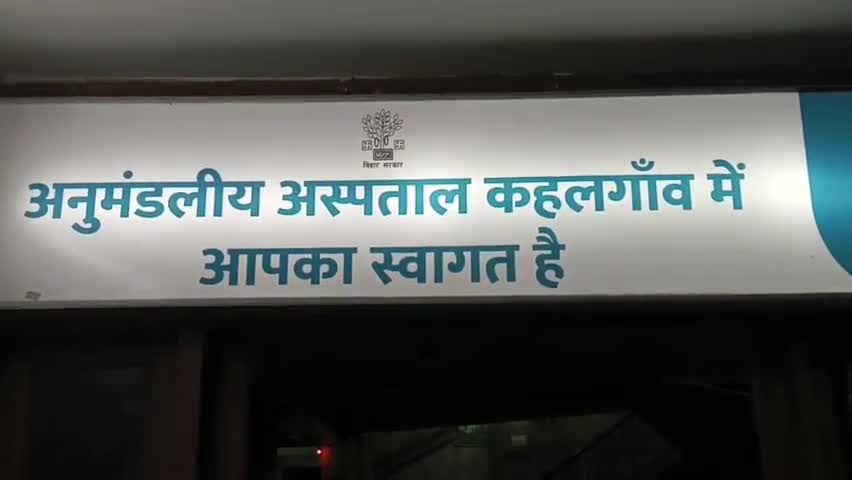 बिहार सरकार
अनुमंडलीय अस्पताल कहलगाँव में
आपका स्वागत है